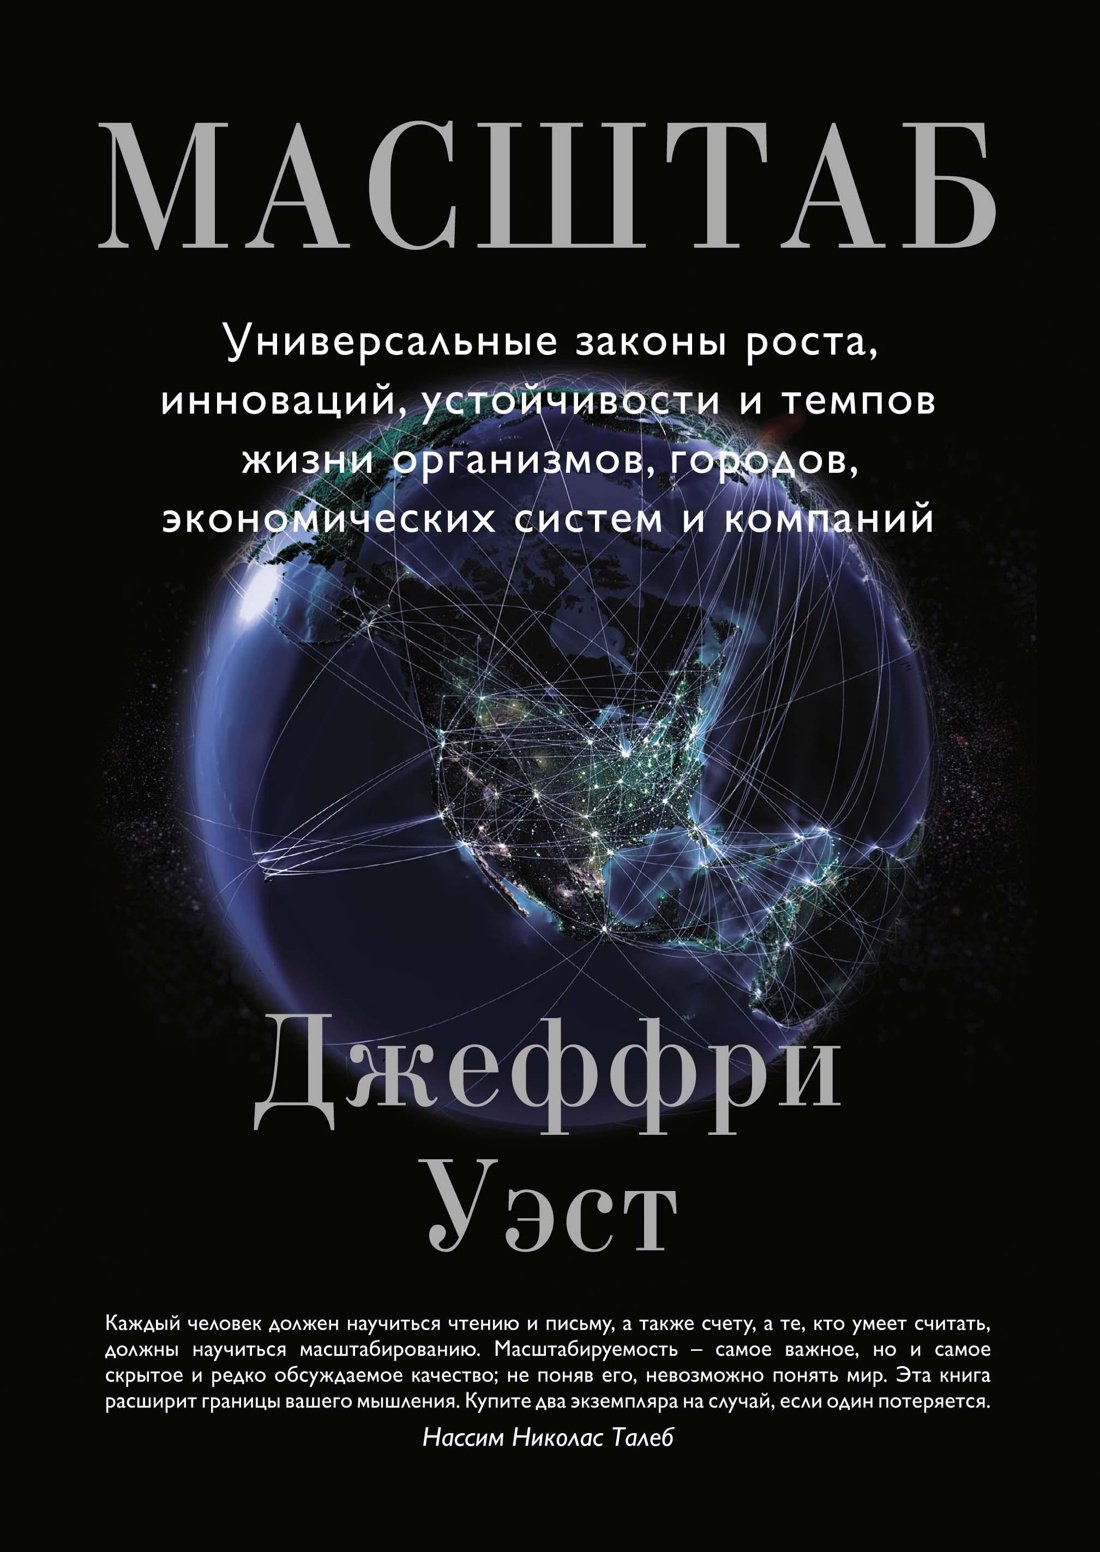 МАСШТАБ
Универсальные законы роста,
инноваций, устойчивости и темпов
жизни организмов, городов,
экономических систем и компаний
Джеффри
Уэст
Каждый человек должен научиться чтению и письму, а также счету, а те, кто умеет считать,
должны научиться масштабированию. Масштабируемость – самое важное, но и самое
скрытое и редко обсуждаемое качество; не поняв его, невозможно понять мир. Эта книга
расширит границы вашего мышления. Купите два экземпляра на случай, если один потеряется.
Нассим Николас Талеб